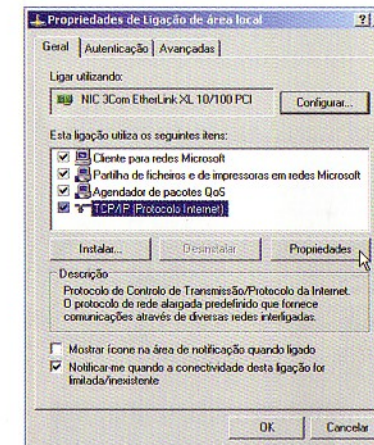 Propriedades de Ligação de área local
Geral Autenticação Avançadas
Ligar utilizando:
NIC 3Com EtherLink XL 10/100 PCI Configurar...
Esta ligação utiliza os seguintes itens:
Cliente para redes Microsoft
Partilha de ficheiros e de impressoras em redes Microsoft
Agendador de pacotes QoS
TCP/IP (Protocolo Internet)
Instalar... Desinstalar Propriedades
Descrição
Protocolo de Controlo de Transmissão/Protocolo da Internet.
O protocolo de rede alargada predefinido que fornece
comunicações através de diversas redes interligadas.
Mostrar ícone na área de notificação quando ligado
Notificar-me quando a conectividade desta ligação for
limitada/inexistente
OK Cancelar